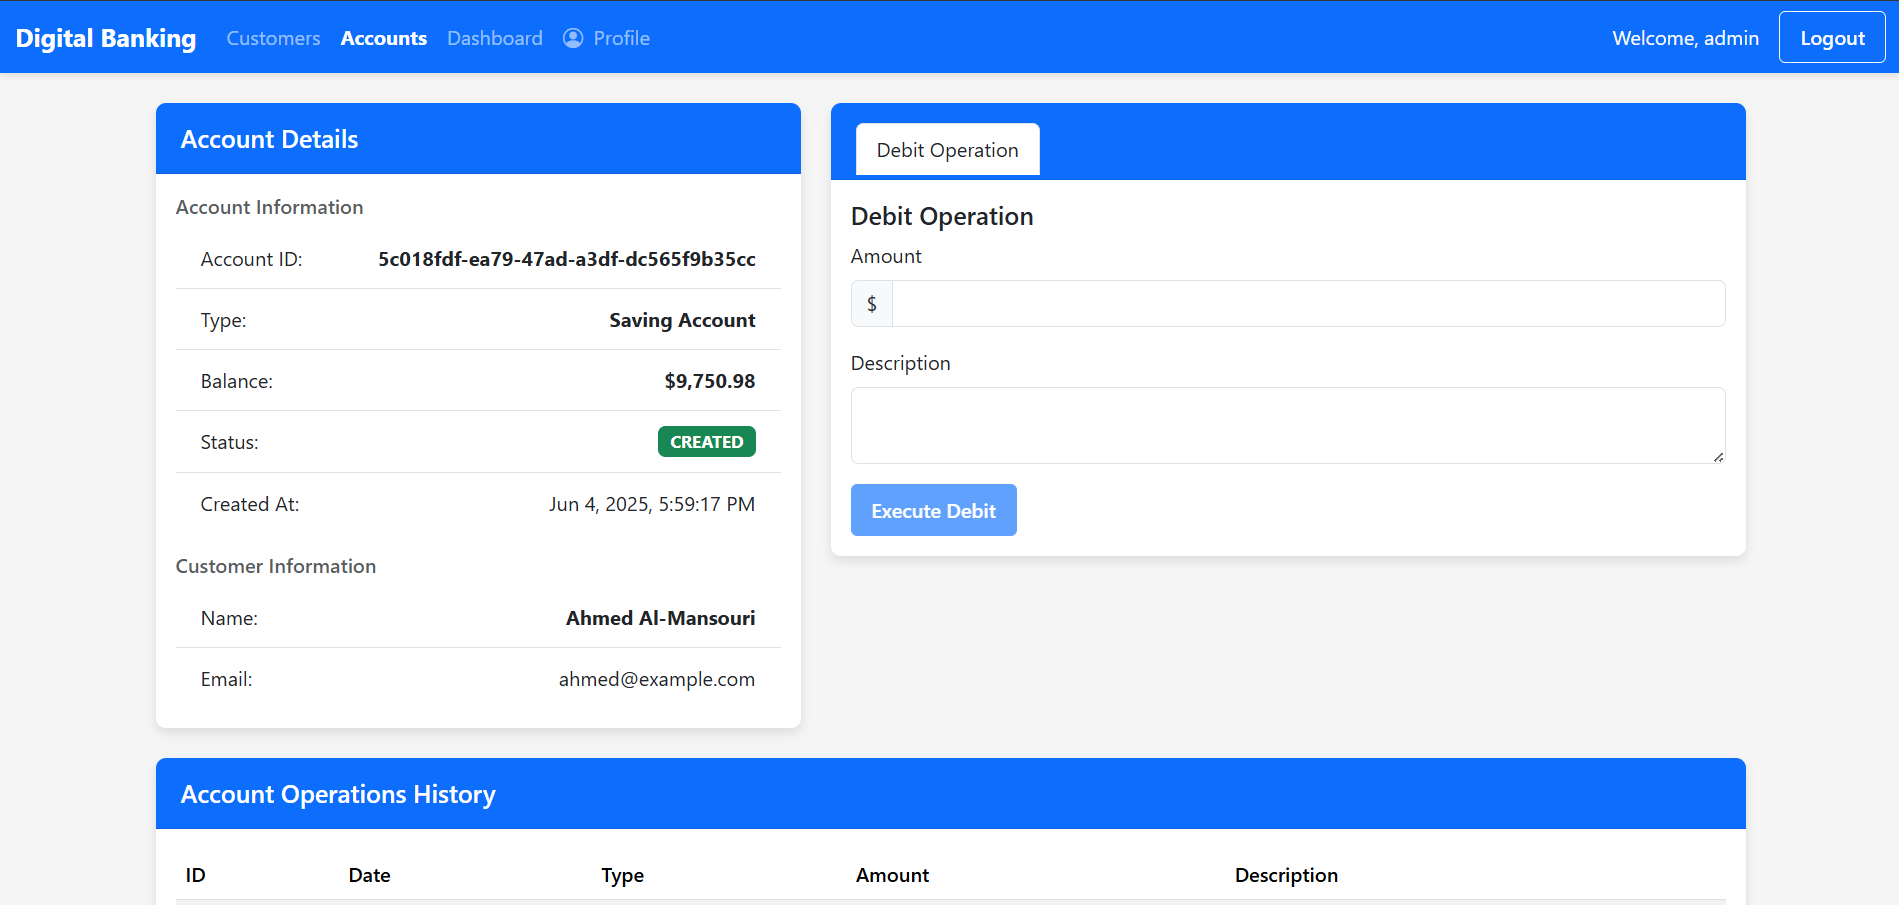 Digital Banking Customers Accounts Dashboard Profile Welcome, admin Logout
Account Details
Account Information
Account ID: 5c018fdf-ea79-47ad-a3df-dc565f9b35cc
Type: Saving Account
Balance: $9,750.98
Status: CREATED
Created At: Jun 4, 2025, 5:59:17 PM
Customer Information
Name: Ahmed Al-Mansouri
Email: ahmed@example.com
Debit Operation
Debit Operation
Amount
$
Description
Execute Debit
Account Operations History
ID Date Type Amount Description